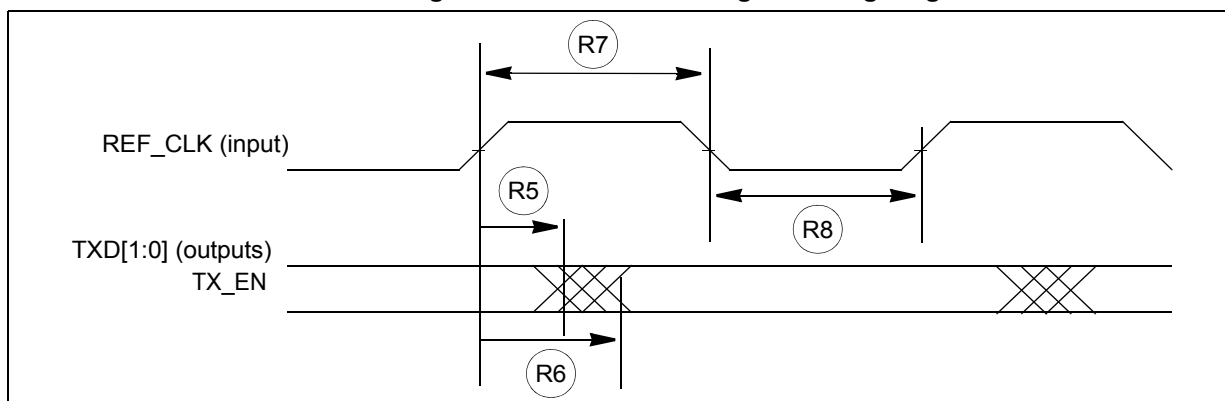 R7
REF_CLK (input)
R5
R8
TXD[1:0] (outputs)
TX_EN
R6